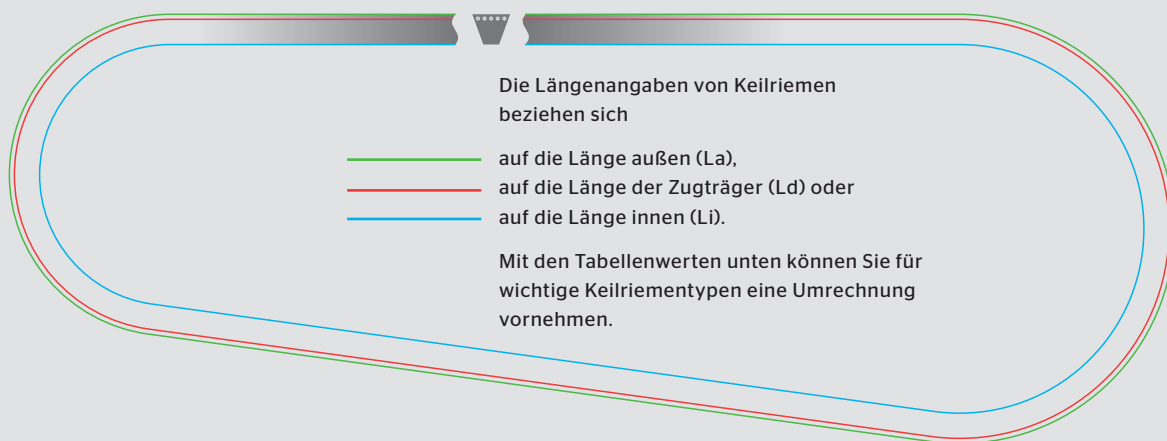 Die Längenangaben von Keilriemen
beziehen sich
auf die Länge außen (La),
auf die Länge der Zugträger (Ld) oder
auf die Länge innen (Li).
Mit den Tabellenwerten unten können Sie für
wichtige Keilriementypen eine Umrechnung
vornehmen.